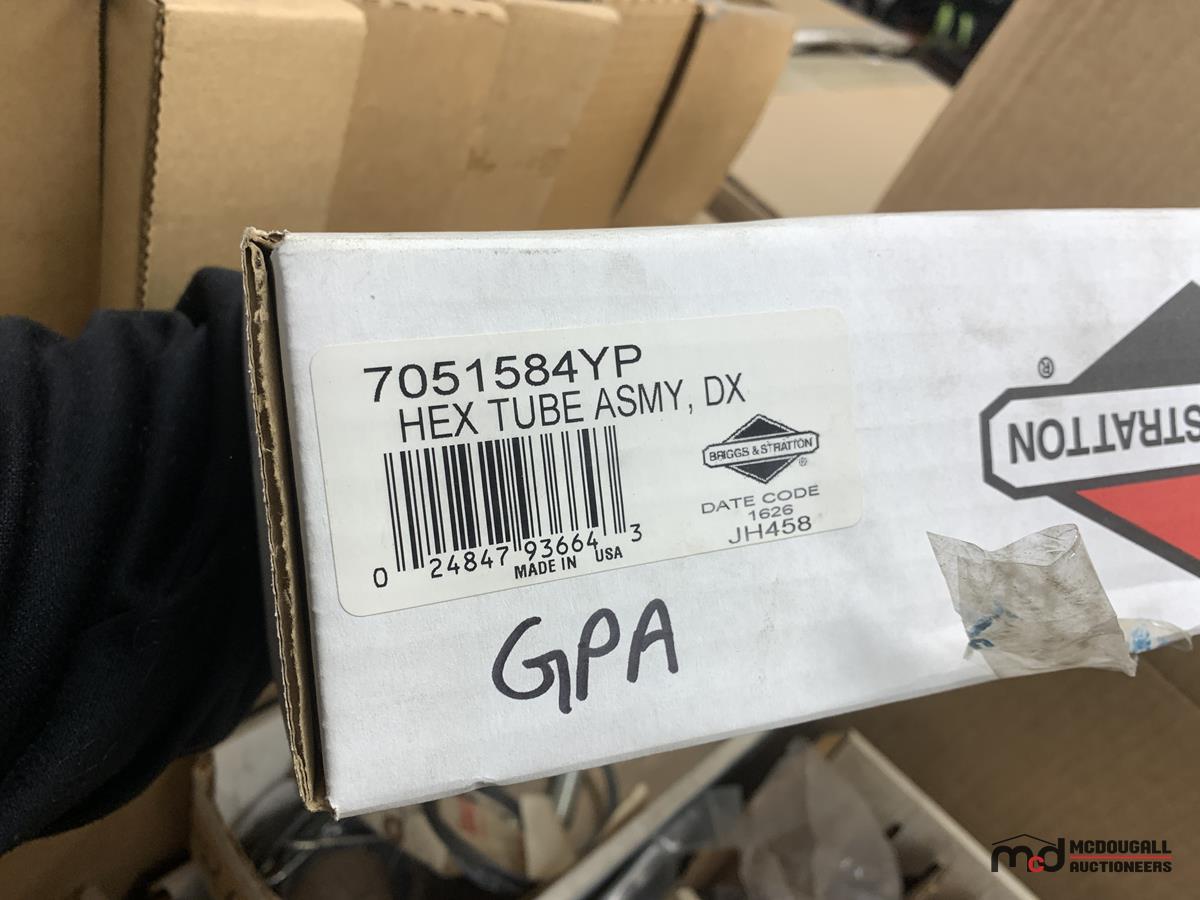 7051584YP
HEX TUBE ASMY, DX
BRIGGS & STRATTON
®
DATE CODE
1626
JH458
0 24847 93664 3
MADE IN USA
GPA
®
STRATTON
mcd MCDOUGALL
AUCTIONEERS